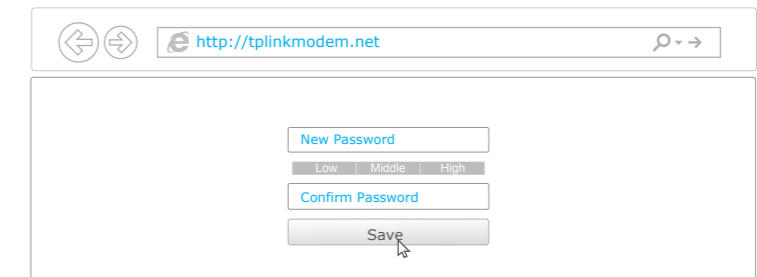 http://tplinkmodem.net
New Password
Low Middle High
Confirm Password
Save